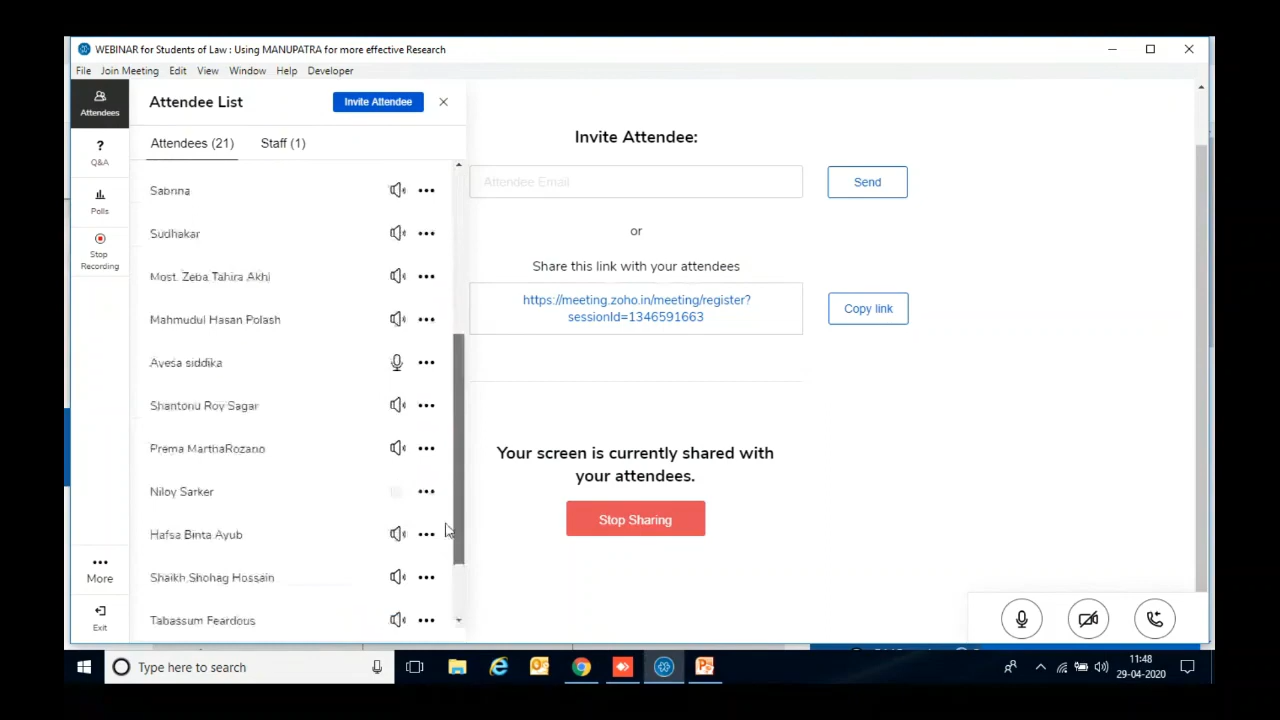 WEBINAR for Students of Law : Using MANUPATRA for more effective Research
File Join Meeting Edit View Window Help Developer
Attendees
Q&A
Polls
Stop
Recording
More
Exit
Attendee List
Invite Attendee
Attendees (21) Staff (1)
Sabrina
Sudhakar
Most. Zeba Tahira Akhi
Mahmudul Hasan Polash
Ayesa siddika
Shantonu Roy Sagar
Prema MarthaRozario
Niloy Sarker
Hafsa Binta Ayub
Shaikh Shohag Hossain
Tabassum Feardous
Invite Attendee:
Attendee Email
Send
or
Share this link with your attendees
https://meeting.zoho.in/meeting/register?
sessionId=1346591663
Copy link
Your screen is currently shared with
your attendees.
Stop Sharing
Type here to search
11:48
29-04-2020